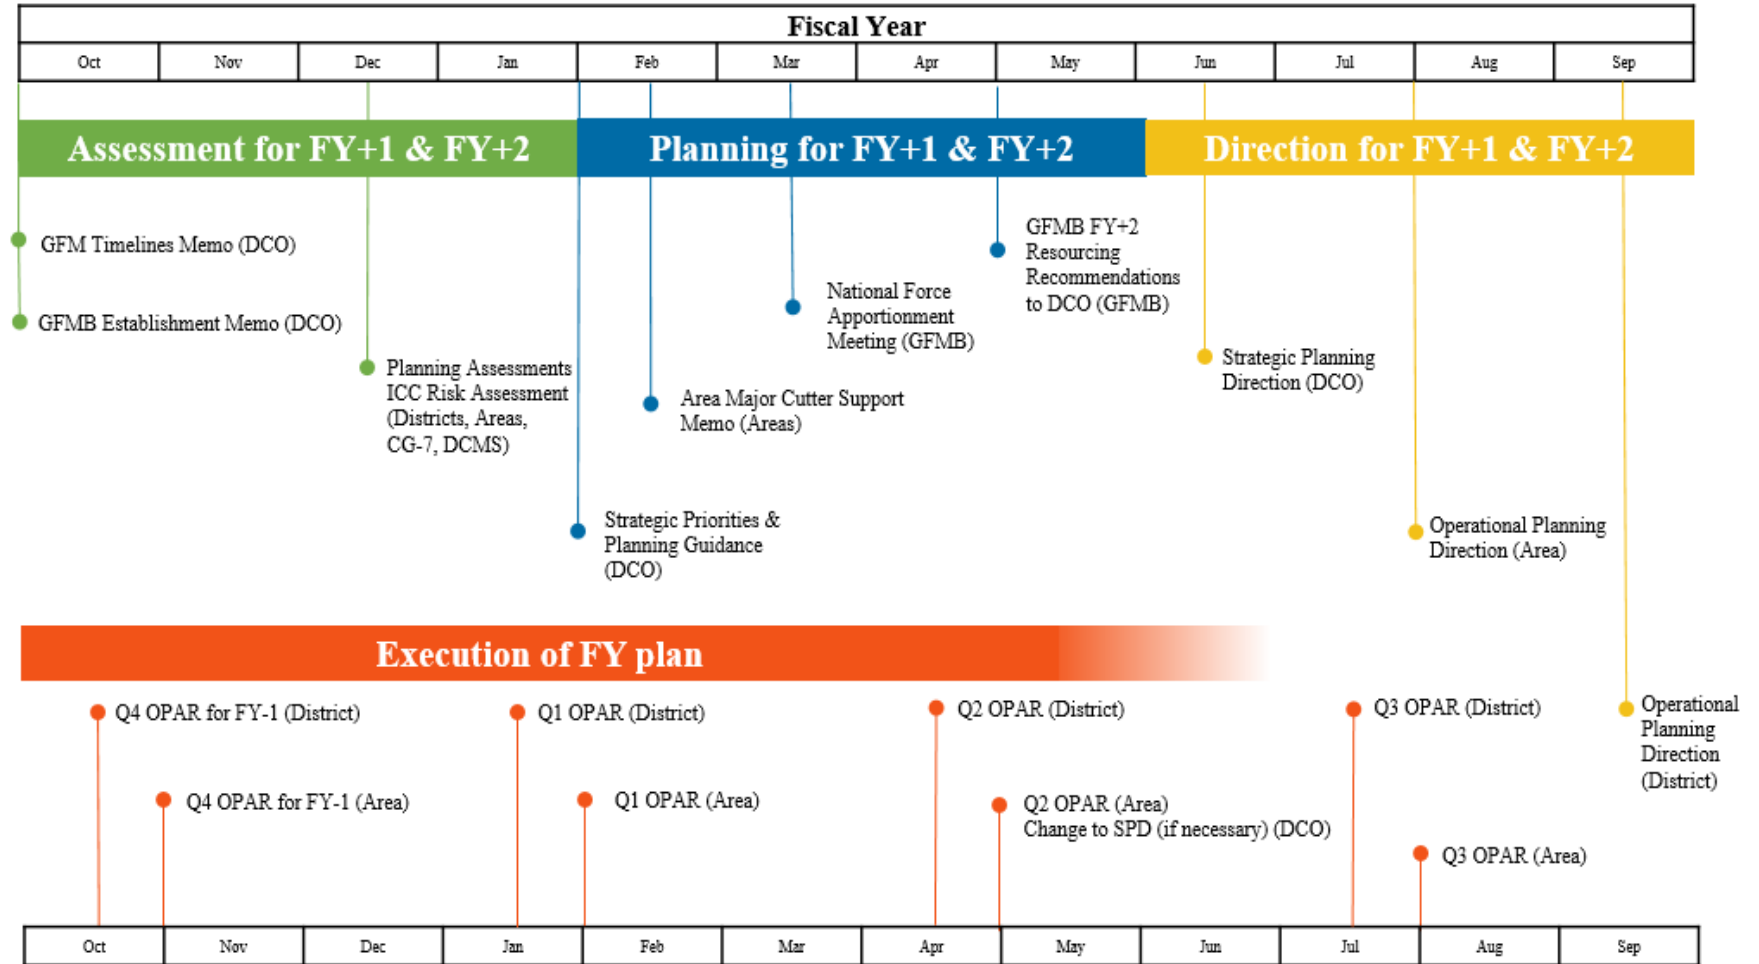 Fiscal Year
Oct
Nov
Dec
Jan
Feb
Mar
Apr
May
Jun
Jul
Aug
Sep
Assessment for FY+1 & FY+2
Planning for FY+1 & FY+2
Direction for FY+1 & FY+2
GFM Timelines Memo (DCO)
GFMB Establishment Memo (DCO)
Planning Assessments
ICC Risk Assessment
(Districts, Areas,
CG-7, DCMS)
Strategic Priorities &
Planning Guidance
(DCO)
Area Major Cutter Support
Memo (Areas)
National Force
Apportionment
Meeting (GFMB)
GFMB FY+2
Resourcing
Recommendations
to DCO (GFMB)
Strategic Planning
Direction (DCO)
Operational Planning
Direction (Area)
Operational
Planning
Direction
(District)
Execution of FY plan
Q4 OPAR for FY-1 (District)
Q4 OPAR for FY-1 (Area)
Q1 OPAR (District)
Q1 OPAR (Area)
Q2 OPAR (District)
Q2 OPAR (Area)
Change to SPD (if necessary) (DCO)
Q3 OPAR (District)
Q3 OPAR (Area)
Oct
Nov
Dec
Jan
Feb
Mar
Apr
May
Jun
Jul
Aug
Sep